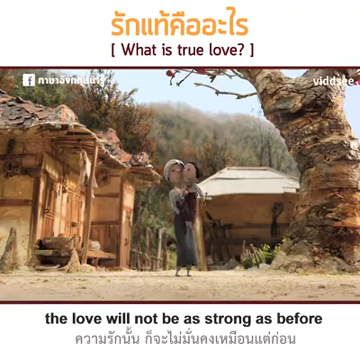 รักแท้คืออะไร
[ What is true love? ]
viddsee.
the love will not be as strong as before
ความรักนั้น ก็จะไม่มั่นคงเหมือนแต่ก่อน